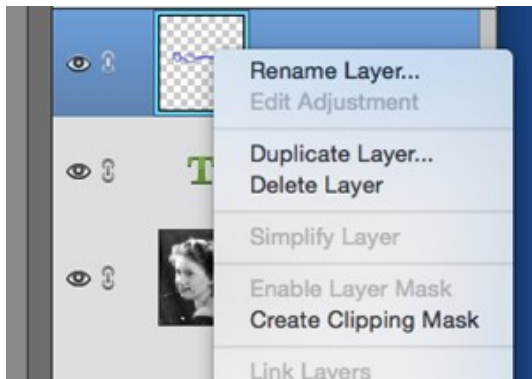 Rename Layer...
Edit Adjustment
Duplicate Layer...
Delete Layer
T
Simplify Layer
Enable Layer Mask
Create Clipping Mask
Link Layers